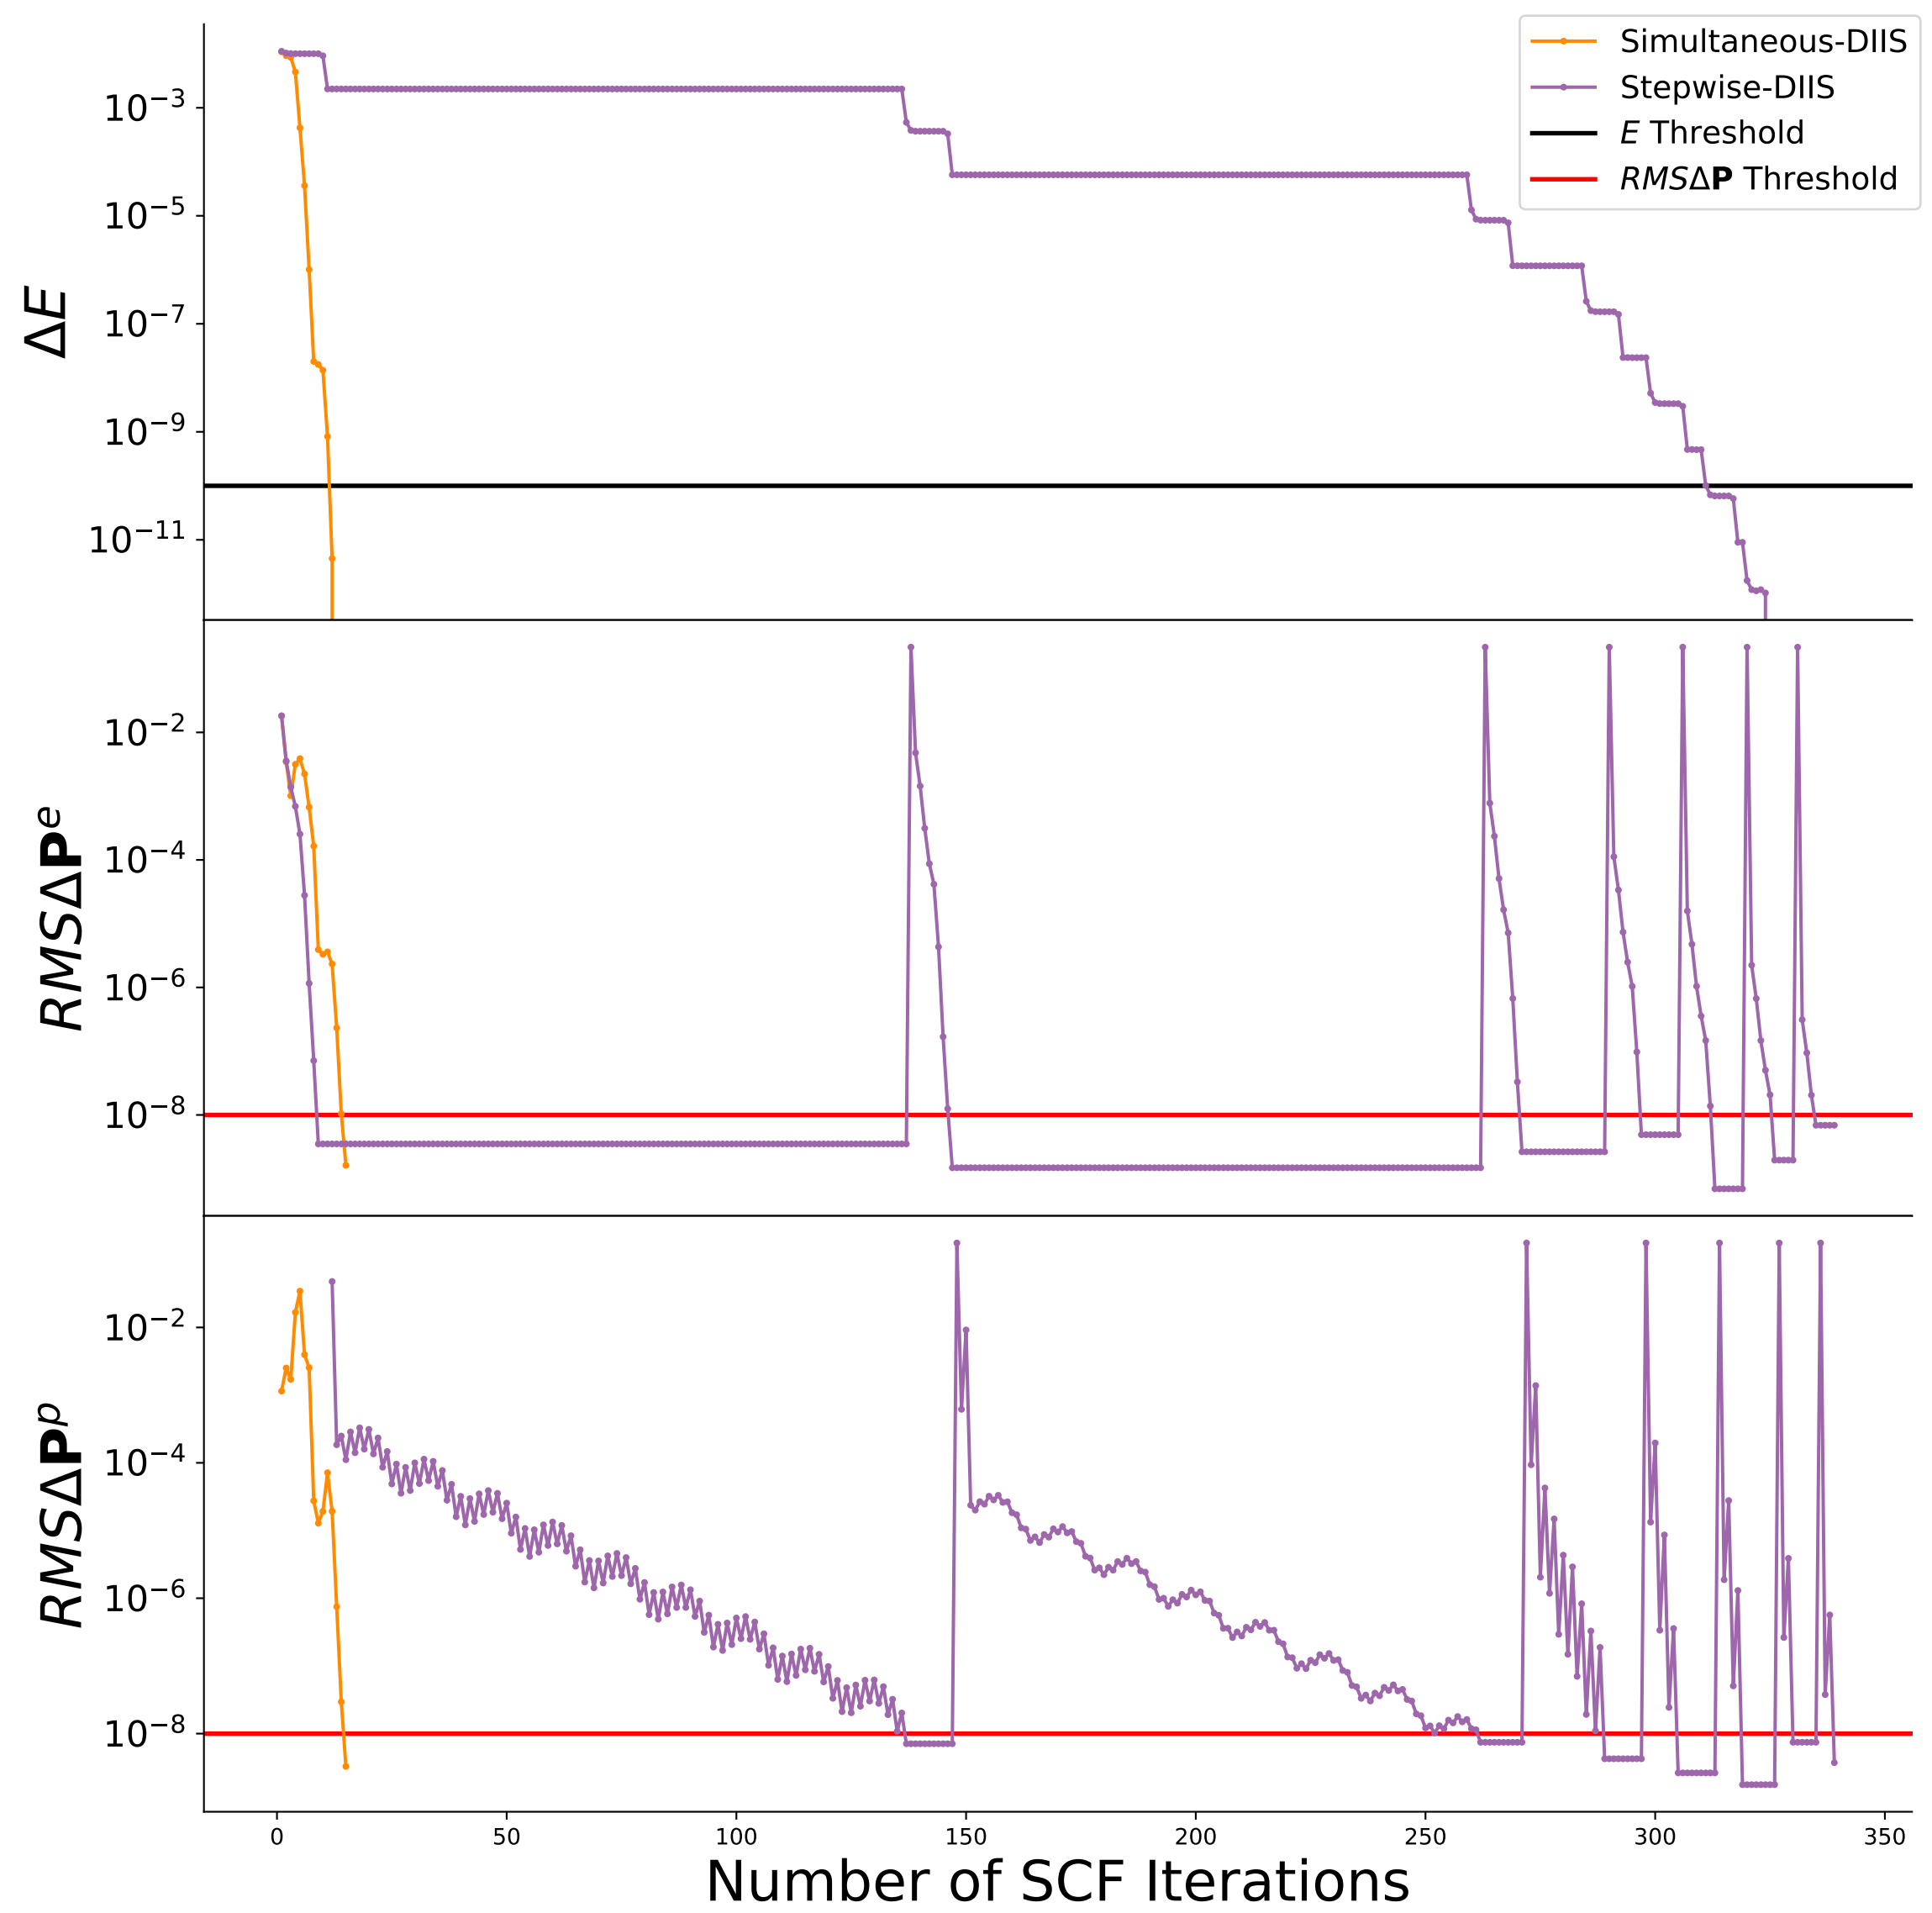 Simultaneous-DIIS
Stepwise-DIIS
E Threshold
RMSΔP Threshold
ΔE
10⁻³
10⁻⁵
10⁻⁷
10⁻⁹
10⁻¹¹
RMSΔPᵉ
10⁻²
10⁻⁴
10⁻⁶
10⁻⁸
RMSΔPᵖ
10⁻²
10⁻⁴
10⁻⁶
10⁻⁸
0 50 100 150 200 250 300 350
Number of SCF Iterations